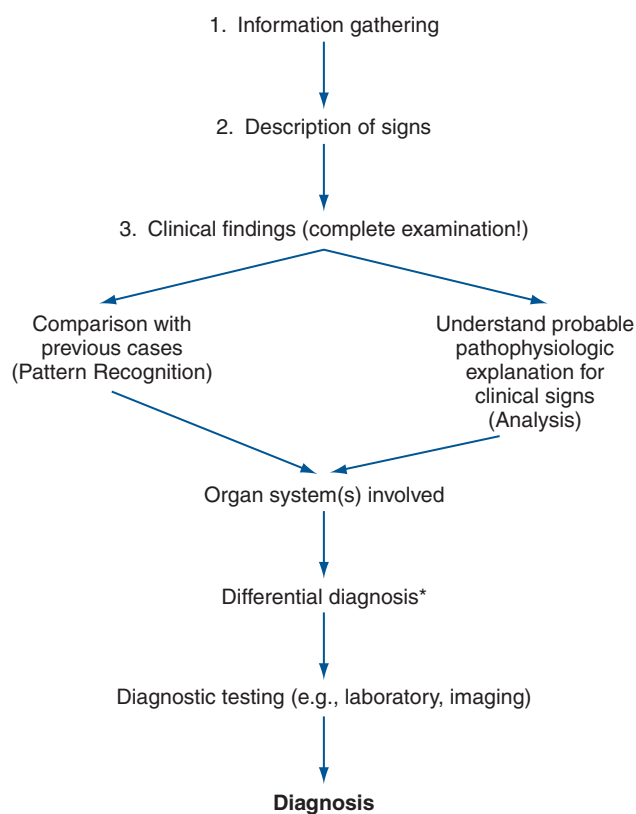 1. Information gathering
2. Description of signs
3. Clinical findings (complete examination!)
Comparison with
previous cases
(Pattern Recognition)
Understand probable
pathophysiologic
explanation for
clinical signs
(Analysis)
Organ system(s) involved
Differential diagnosis*
Diagnostic testing (e.g., laboratory, imaging)
Diagnosis